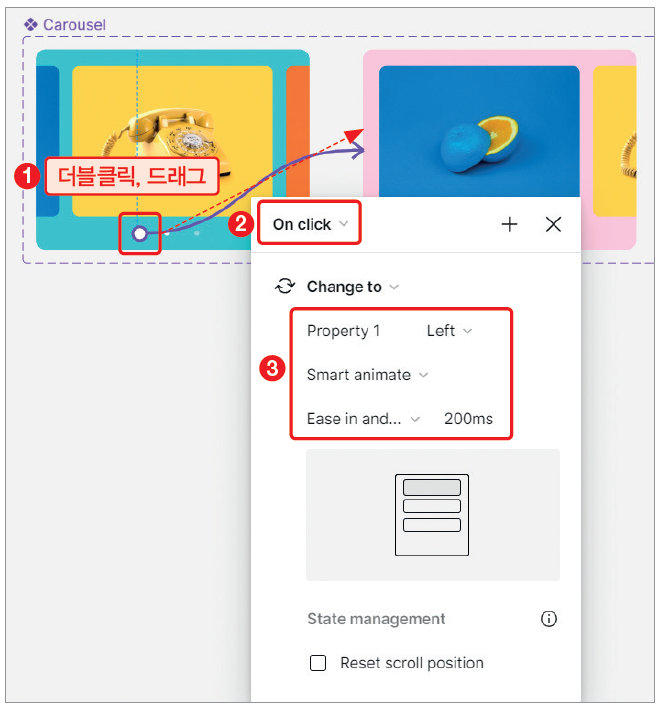 Carousel
1 더블클릭, 드래그
2 On click
Change to
3
Property 1 Left
Smart animate
Ease in and... 200ms
State management
Reset scroll position